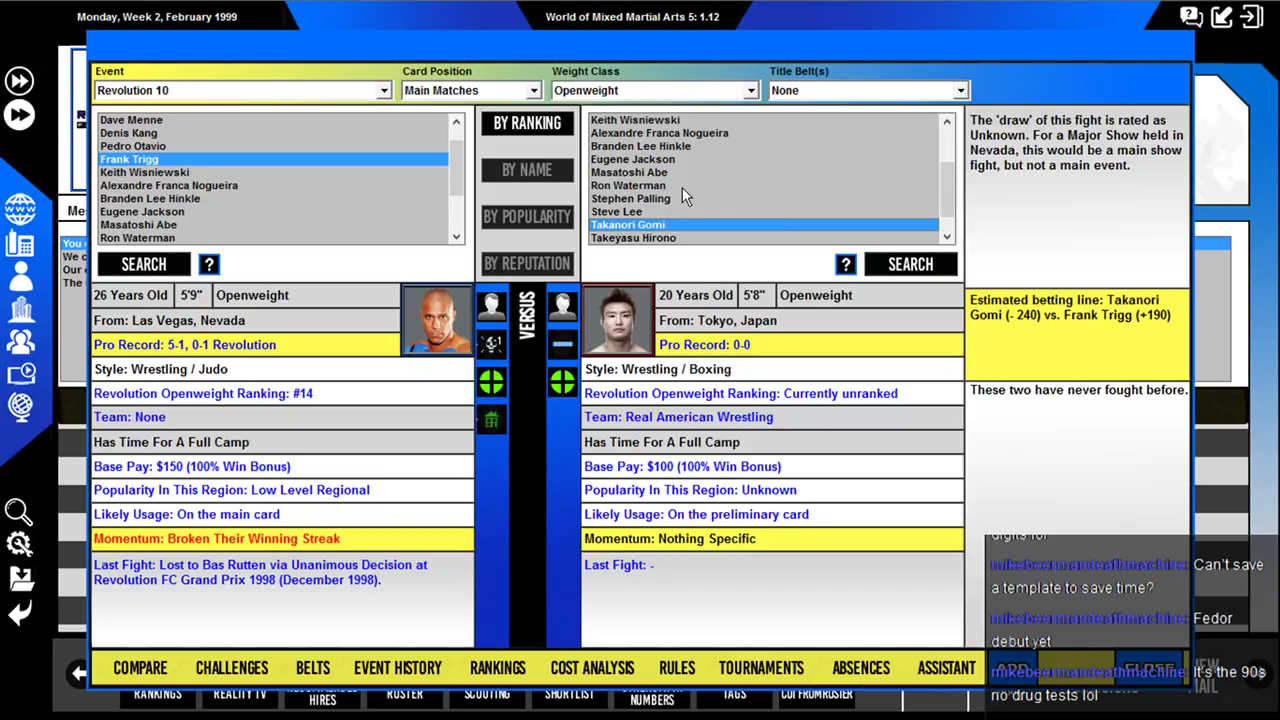 Monday, Week 2, February 1999
World of Mixed Martial Arts 5: 1.12
Event
Card Position
Weight Class
Title Belt(s)
Revolution 10
Main Matches
Openweight
None
Dave Menne
Denis Kang
Pedro Otavio
Frank Trigg
Keith Wisniewski
Alexandre Franca Nogueira
Branden Lee Hinkle
Eugene Jackson
Masatoshi Abe
Ron Waterman
SEARCH
?
BY RANKING
BY NAME
BY POPULARITY
BY REPUTATION
Keith Wisniewski
Alexandre Franca Nogueira
Branden Lee Hinkle
Eugene Jackson
Masatoshi Abe
Ron Waterman
Stephen Palling
Steve Lee
Takanori Gomi
Takeyasu Hirono
?
SEARCH
The 'draw' of this fight is rated as
Unknown. For a Major Show held in
Nevada, this would be a main show
fight, but not a main event.
Estimated betting line: Takanori
Gomi (- 240) vs. Frank Trigg (+190)
These two have never fought before.
26 Years Old
5'9"
Openweight
From: Las Vegas, Nevada
Pro Record: 5-1, 0-1 Revolution
Style: Wrestling / Judo
Revolution Openweight Ranking: #14
Team: None
Has Time For A Full Camp
Base Pay: $150 (100% Win Bonus)
Popularity In This Region: Low Level Regional
Likely Usage: On the main card
Momentum: Broken Their Winning Streak
Last Fight: Lost to Bas Rutten via Unanimous Decision at
Revolution FC Grand Prix 1998 (December 1998).
VERSUS
20 Years Old
5'8"
Openweight
From: Tokyo, Japan
Pro Record: 0-0
Style: Wrestling / Boxing
Revolution Openweight Ranking: Currently unranked
Team: Real American Wrestling
Has Time For A Full Camp
Base Pay: $100 (100% Win Bonus)
Popularity In This Region: Unknown
Likely Usage: On the preliminary card
Momentum: Nothing Specific
Last Fight: -
digits lol
mikebeermandeathmachine: Can't save
a template to save time?
mikebeermandeathmachine: Fedor
debut yet
mikebeermandeathmachine: It's the 90s
no drug tests lol
COMPARE
CHALLENGES
BELTS
EVENT HISTORY
RANKINGS
COST ANALYSIS
RULES
TOURNAMENTS
ABSENCES
ASSISTANT
ADD
CLOSE
RANKINGS
REALITY TV
HIRES
ROSTER
SCOUTING
SHORTLIST
NUMBERS
TAGS